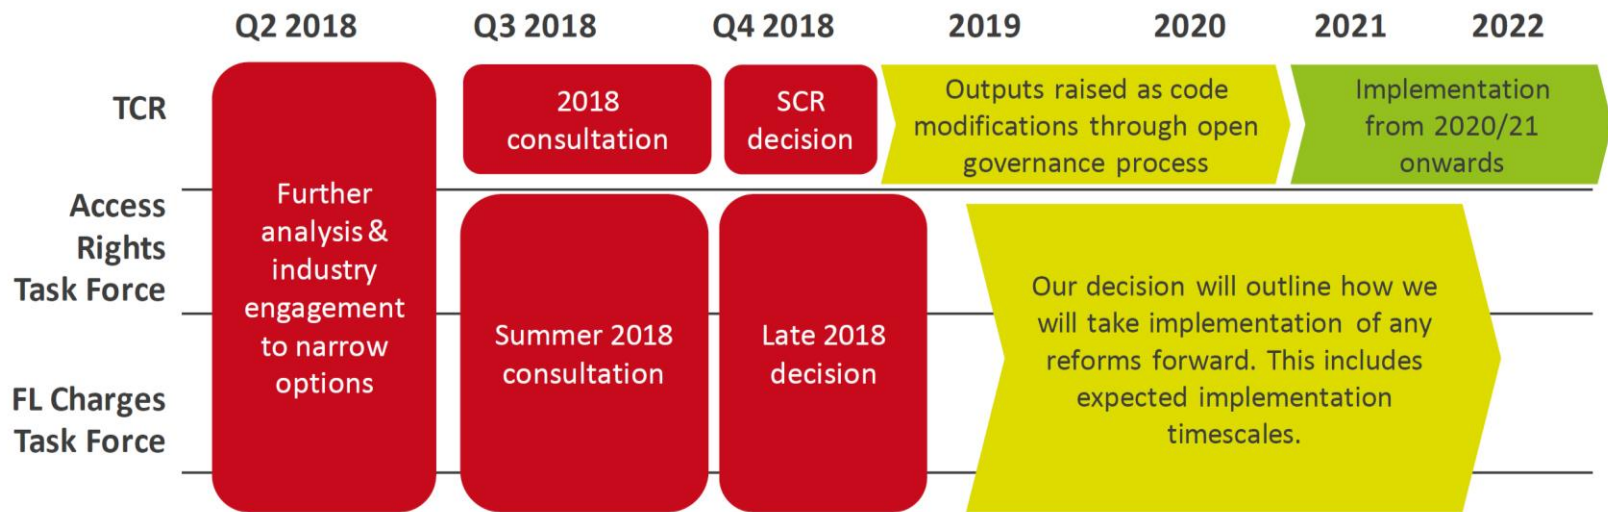 Q2 2018 Q3 2018 Q4 2018 2019 2020 2021 2022
TCR
2018
consultation
SCR
decision
Outputs raised as code
modifications through open
governance process
Implementation
from 2020/21
onwards
Access
Rights
Task Force
FL Charges
Task Force
Further
analysis &
industry
engagement
to narrow
options
Summer 2018
consultation
Late 2018
decision
Our decision will outline how we
will take implementation of any
reforms forward. This includes
expected implementation
timescales.